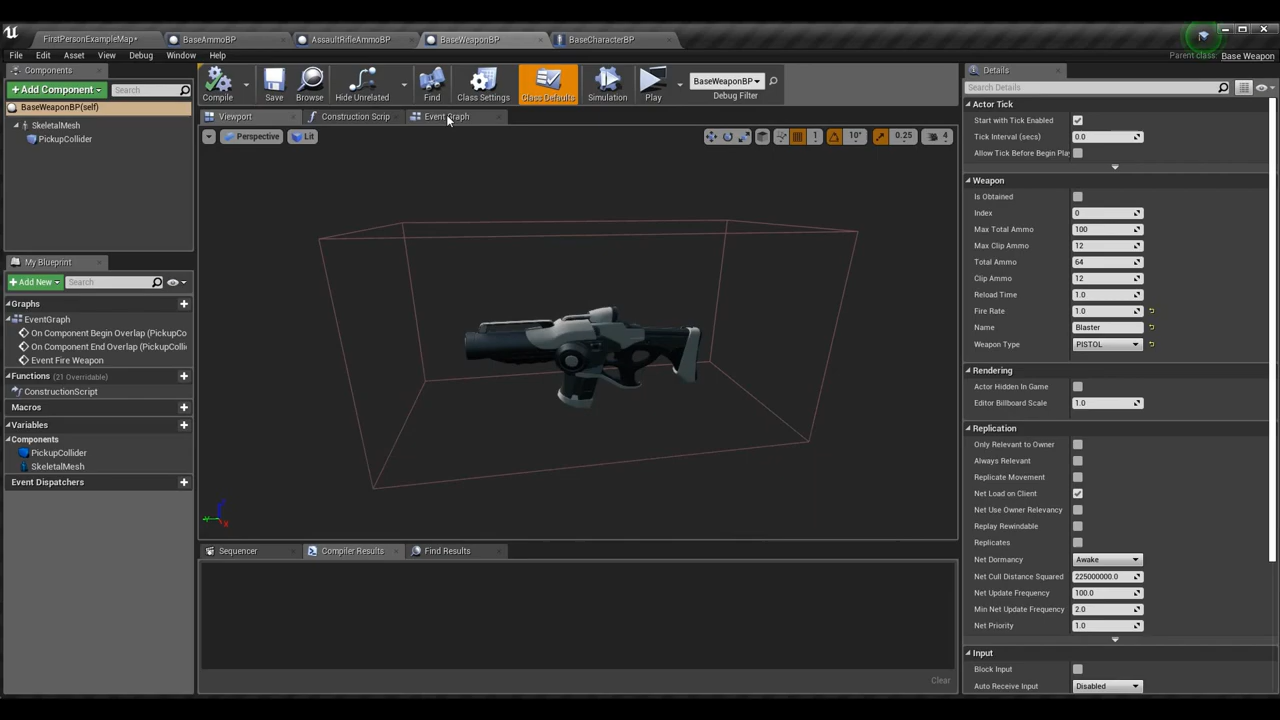 FirstPersonExampleMap*
BaseAmmoBP
AssaultRifleAmmoBP
BaseWeaponBP
BaseCharacterBP
File Edit Asset View Debug Window Help
Parent class: Base Weapon
Components
+ Add Component
Search
BaseWeaponBP(self)
SkeletalMesh
PickupCollider
My Blueprint
+ Add New
Search
Graphs
EventGraph
On Component Begin Overlap (PickupCo
On Component End Overlap (PickupColli
Event Fire Weapon
Functions (21 Overridable)
ConstructionScript
Macros
Variables
Components
PickupCollider
SkeletalMesh
Event Dispatchers
Compile
Save
Browse
Hide Unrelated
Find
Class Settings
Class Defaults
Simulation
Play
BaseWeaponBP
Debug Filter
Viewport
Construction Scrip
Event Graph
Perspective
Lit
1
10°
0.25
4
Z
X
Sequencer
Compiler Results
Find Results
Clear
Details
Search Details
Actor Tick
Start with Tick Enabled
Tick Interval (secs) 0.0
Allow Tick Before Begin Play
Weapon
Is Obtained
Index 0
Max Total Ammo 100
Max Clip Ammo 12
Total Ammo 64
Clip Ammo 12
Reload Time 1.0
Fire Rate 1.0
Name Blaster
Weapon Type PISTOL
Rendering
Actor Hidden In Game
Editor Billboard Scale 1.0
Replication
Only Relevant to Owner
Always Relevant
Replicate Movement
Net Load on Client
Net Use Owner Relevancy
Replay Rewindable
Replicates
Net Dormancy Awake
Net Cull Distance Squared 225000000.0
Net Update Frequency 100.0
Min Net Update Frequency 2.0
Net Priority 1.0
Input
Block Input
Auto Receive Input Disabled